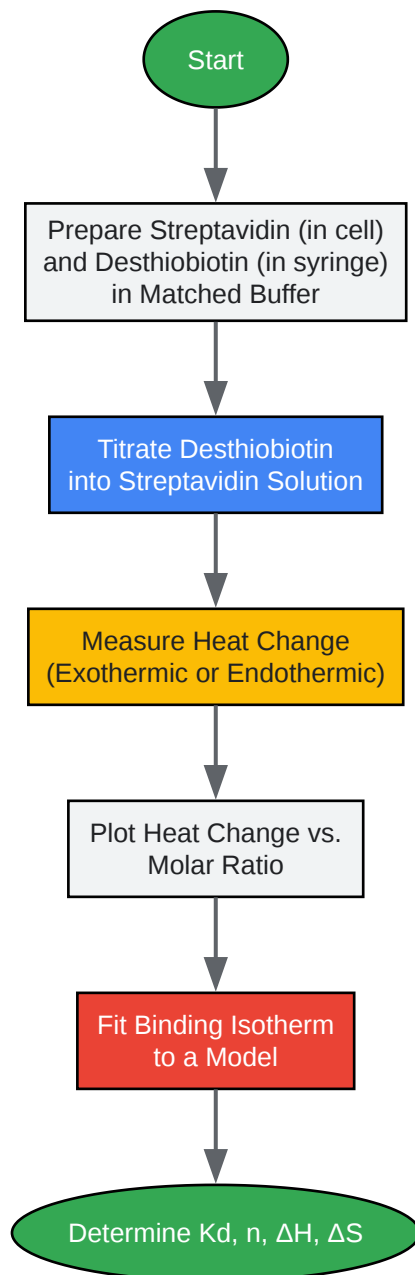 Start
Prepare Streptavidin (in cell)
and Desthiobiotin (in syringe)
in Matched Buffer
Titrate Desthiobiotin
into Streptavidin Solution
Measure Heat Change
(Exothermic or Endothermic)
Plot Heat Change vs.
Molar Ratio
Fit Binding Isotherm
to a Model
Determine Kd, n, ΔH, ΔS